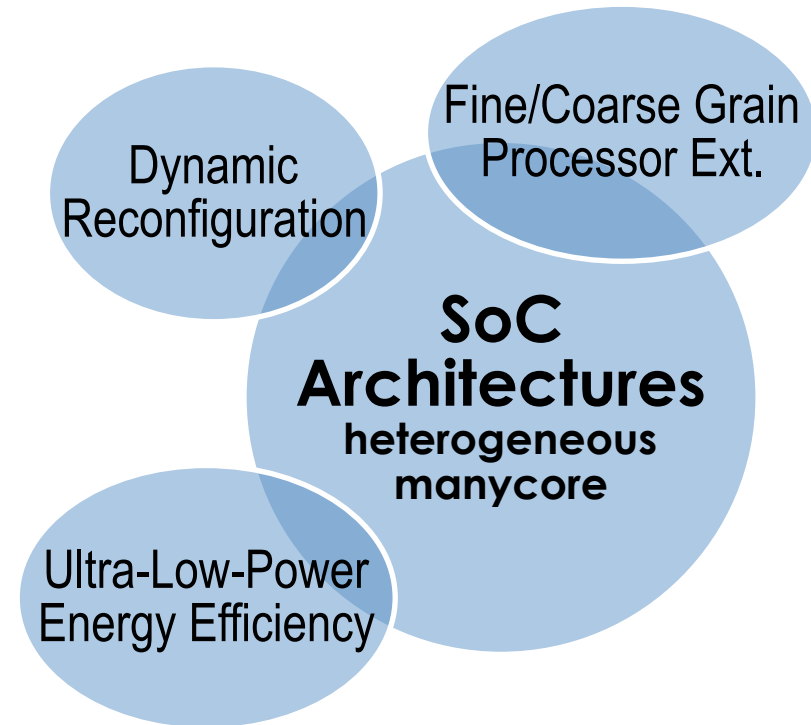 Fine/Coarse Grain
Processor Ext.
Dynamic
Reconfiguration
SoC
Architectures
heterogeneous
manycore
Ultra-Low-Power
Energy Efficiency